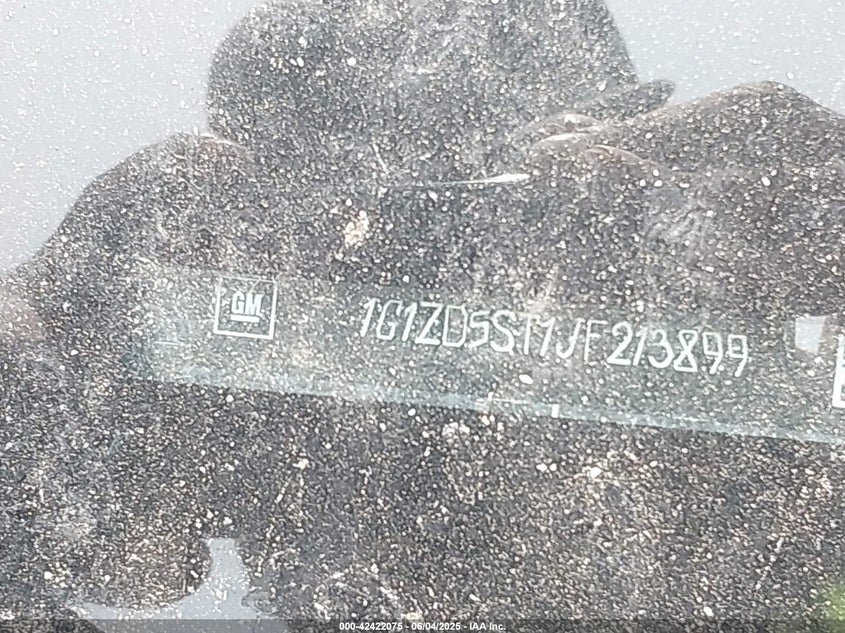 GM
1G1ZD5ST1JF213899
000-42422075 - 06/04/2025 - IAA Inc.